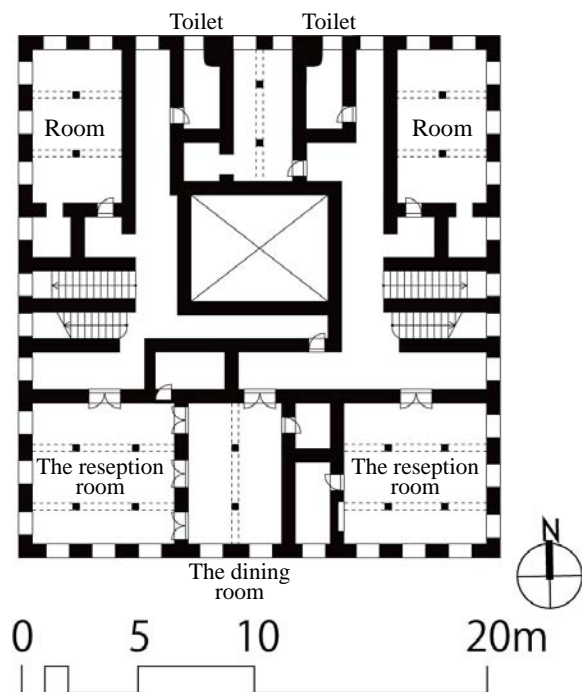 Toilet
Toilet
Room
Room
The reseption
room
The reseption
room
The dining
room
N
0
5
10
20m